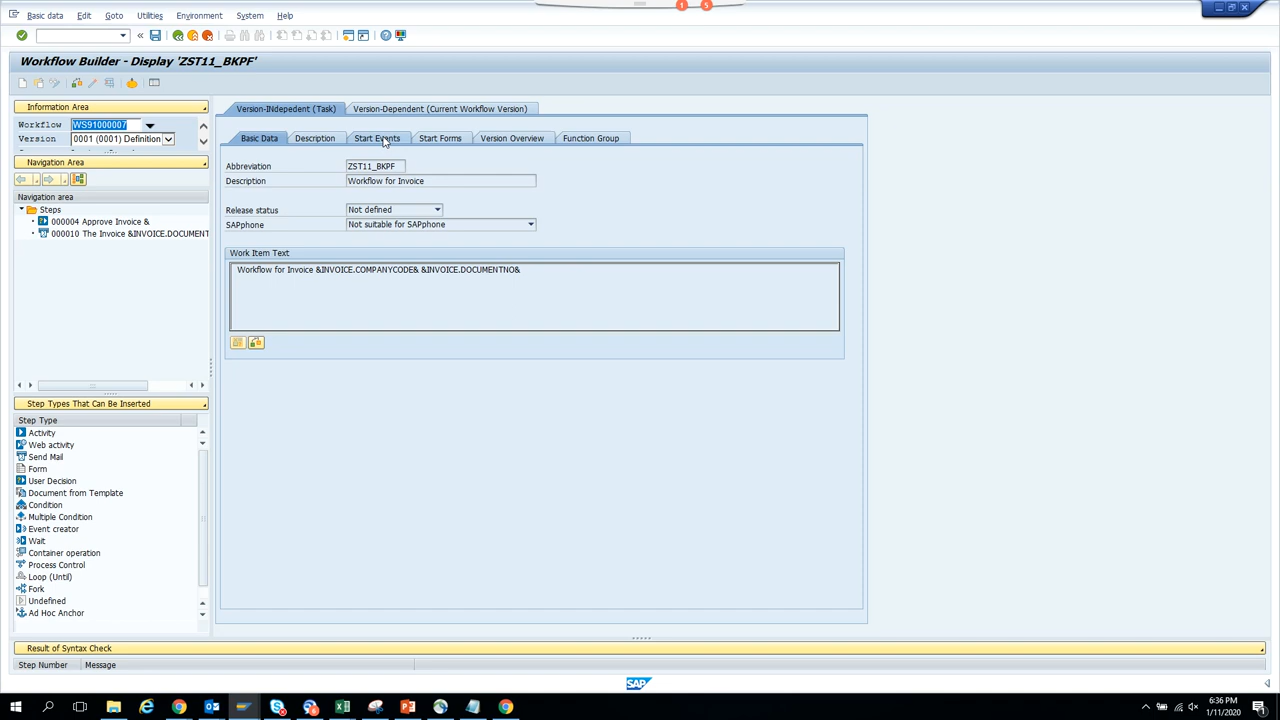 Basic data Edit Goto Utilities Environment System Help
1 5
Workflow Builder - Display 'ZST11_BKPF'
Information Area
Workflow WS91000007
Version 0001 (0001) Definition
Navigation Area
Navigation area
Steps
000004 Approve Invoice &
000010 The Invoice &INVOICE.DOCUMENT
Step Types That Can Be Inserted
Step Type
Activity
Web activity
Send Mail
Form
User Decision
Document from Template
Condition
Multiple Condition
Event creator
Wait
Container operation
Process Control
Loop (Until)
Fork
Undefined
Ad Hoc Anchor
Version-INdepedent (Task) Version-Dependent (Current Workflow Version)
Basic Data Description Start Events Start Forms Version Overview Function Group
Abbreviation ZST11_BKPF
Description Workflow for Invoice
Release status Not defined
SAPphone Not suitable for SAPphone
Work Item Text
Workflow for Invoice &INVOICE.COMPANYCODE& &INVOICE.DOCUMENTNO&
Result of Syntax Check
Step Number Message
SAP
6:36 PM
1/11/2020